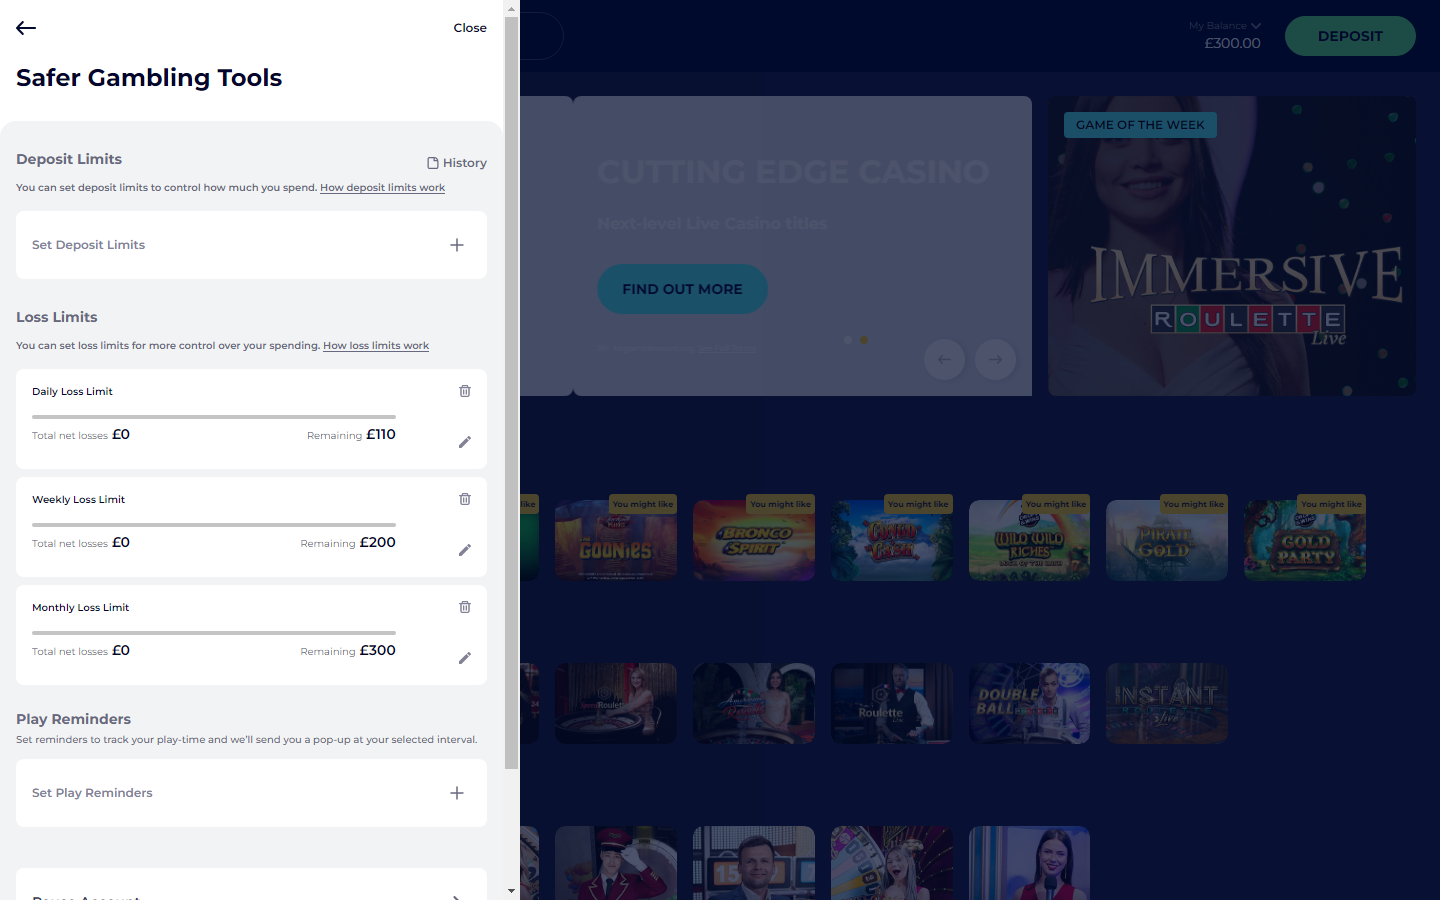 Close
Safer Gambling Tools
Deposit Limits
History
You can set deposit limits to control how much you spend. How deposit limits work
Set Deposit Limits
Loss Limits
You can set loss limits for more control over your spending. How loss limits work
Daily Loss Limit
Total net losses £0
Remaining £110
Weekly Loss Limit
Total net losses £0
Remaining £200
Monthly Loss Limit
Total net losses £0
Remaining £300
Play Reminders
Set reminders to track your play-time and we'll send you a pop-up at your selected interval.
Set Play Reminders
Pause Account
My Balance
£300.00
DEPOSIT
CUTTING EDGE CASINO
Next-level Live Casino titles
FIND OUT MORE
GAME OF THE WEEK
IMMERSIVE
ROULETTE
Live
like
You might like
You might like
You might like
You might like
You might like
You might like
GOONIES
BRONCO
SPIRIT
CONGO
CASH
WILD WILD
RICHES
PIRATE
GOLD
GOLD
PARTY
Roulette
American
Roulette
Roulette
DOUBLE
BALL
INSTANT
ROULETTE
Live